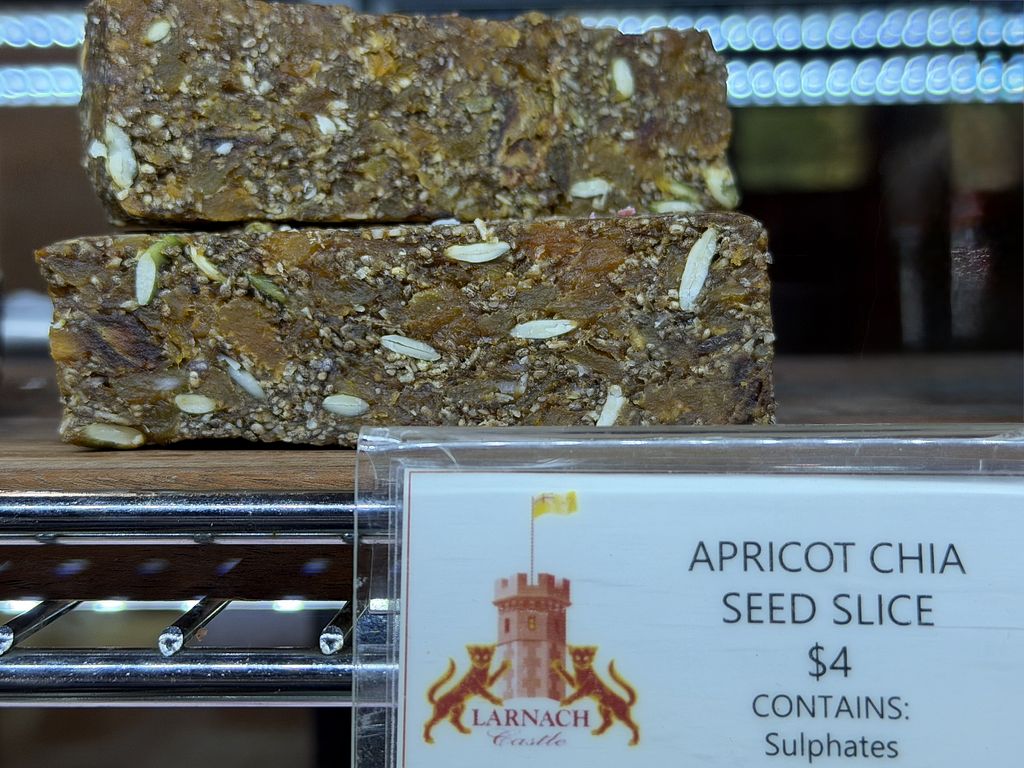 APRICOT CHIA
SEED SLICE
$4
CONTAINS:
Sulphates
LARNACH
Castle